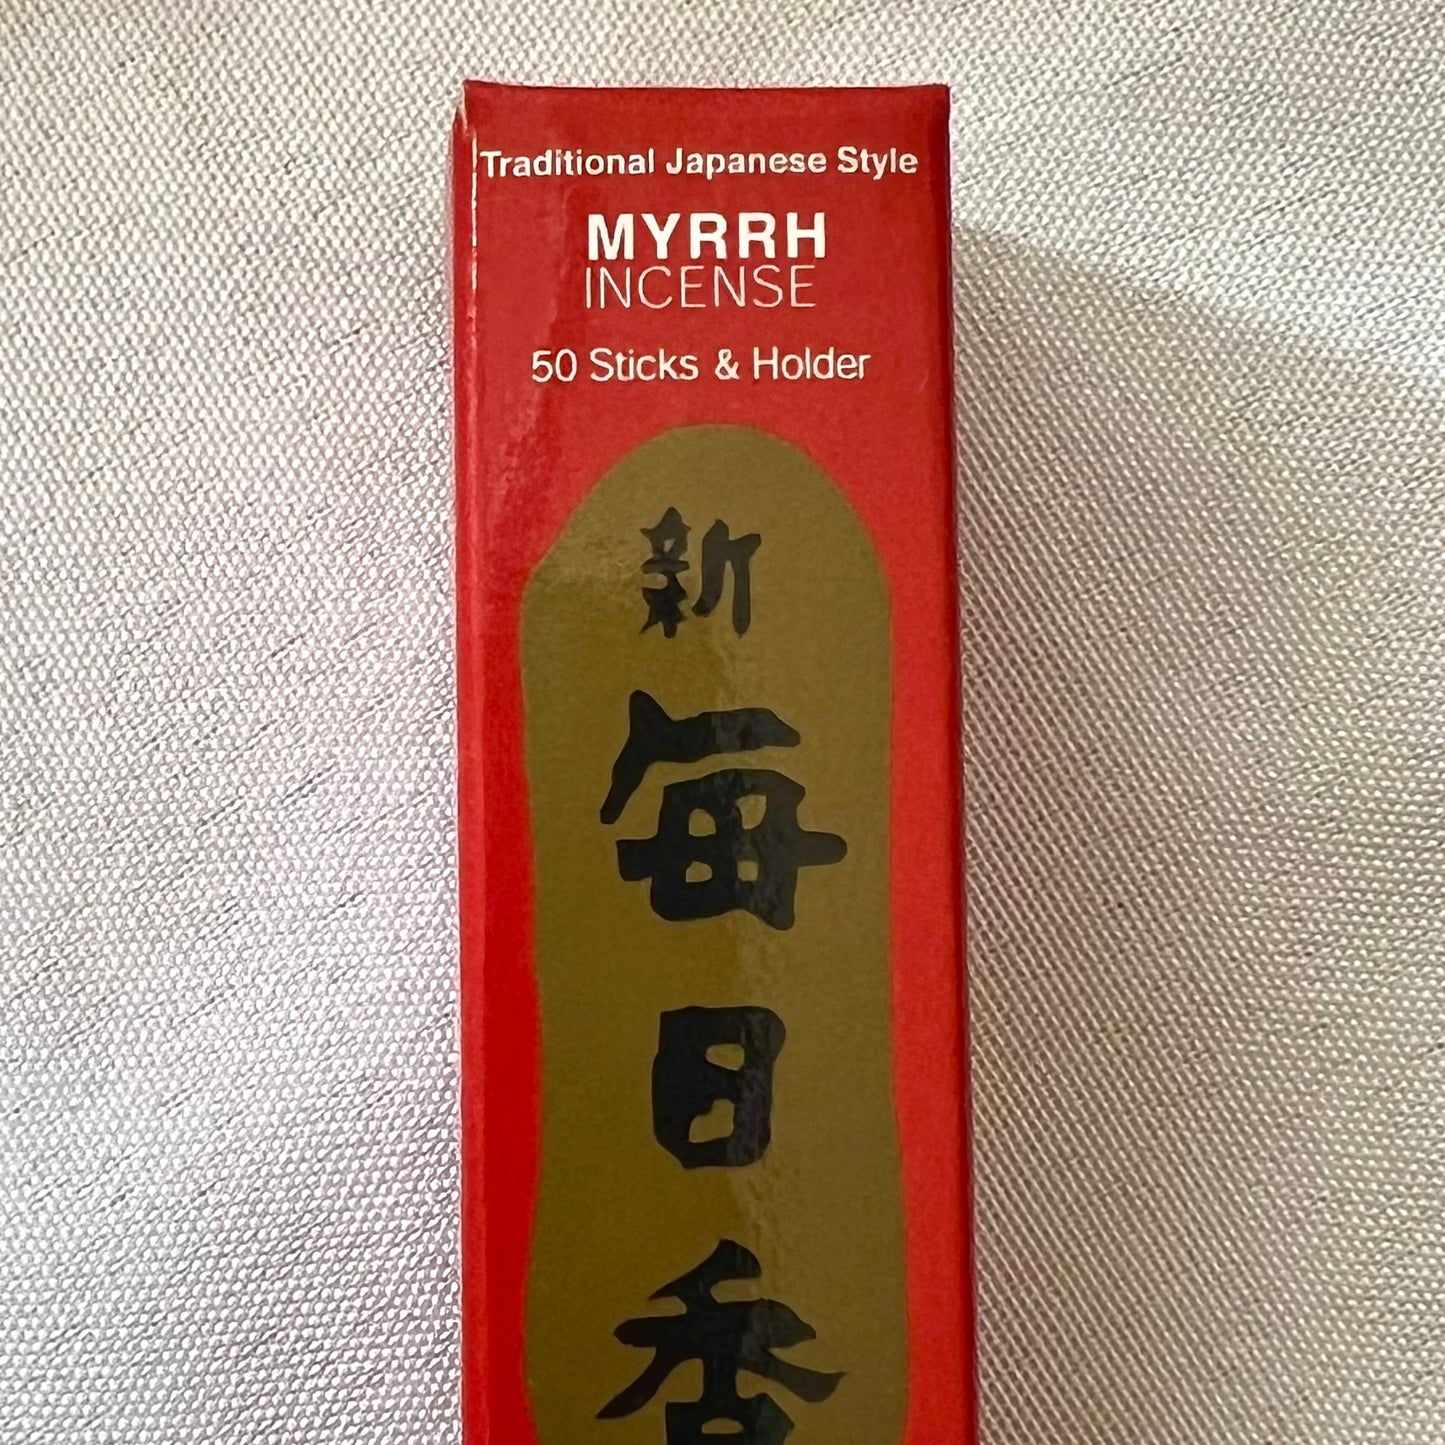 Traditional Japanese Style
MYRRH
INCENSE
50 Sticks & Holder
新
毎日香